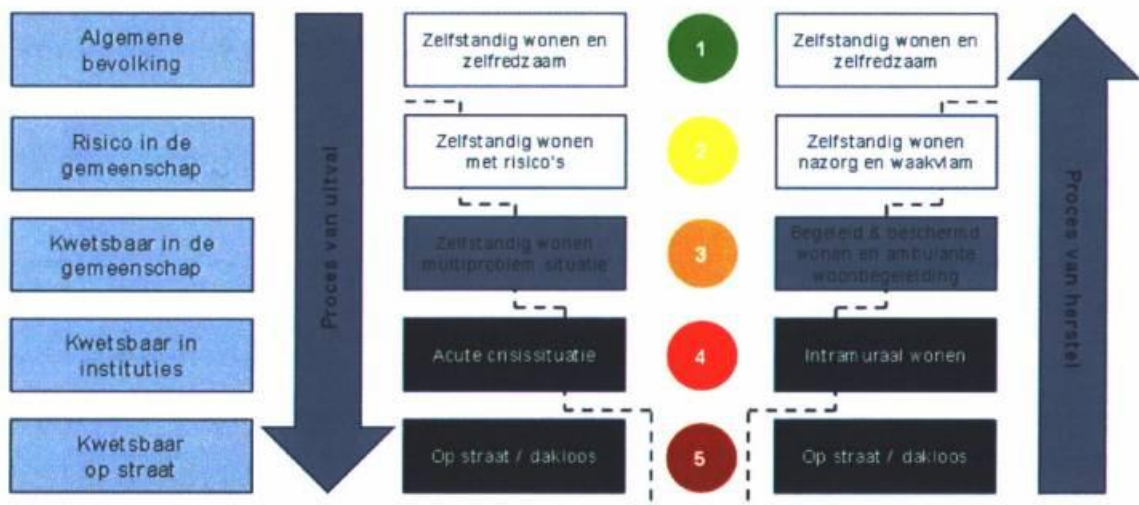 Algemene
bevolking
Zelfstandig wonen en
zelfredzaam
1
Zelfstandig wonen en
zelfredzaam
Risico in de
gemeenschap
Zelfstandig wonen
met risico's
2
Zelfstandig wonen
nazorg en waakvlam
Kwetsbaar in de
gemeenschap
Zelfstandig wonen
multiproblem situatie
3
Begeleid & beschermd
wonen en ambulante
woonbegeleiding
Kwetsbaar in
instituties
Acute crisissituatie
4
Intramuraal wonen
Kwetsbaar
op straat
Op straat / dakloos
5
Op straat / dakloos
Proces van uitval
Proces van herstel